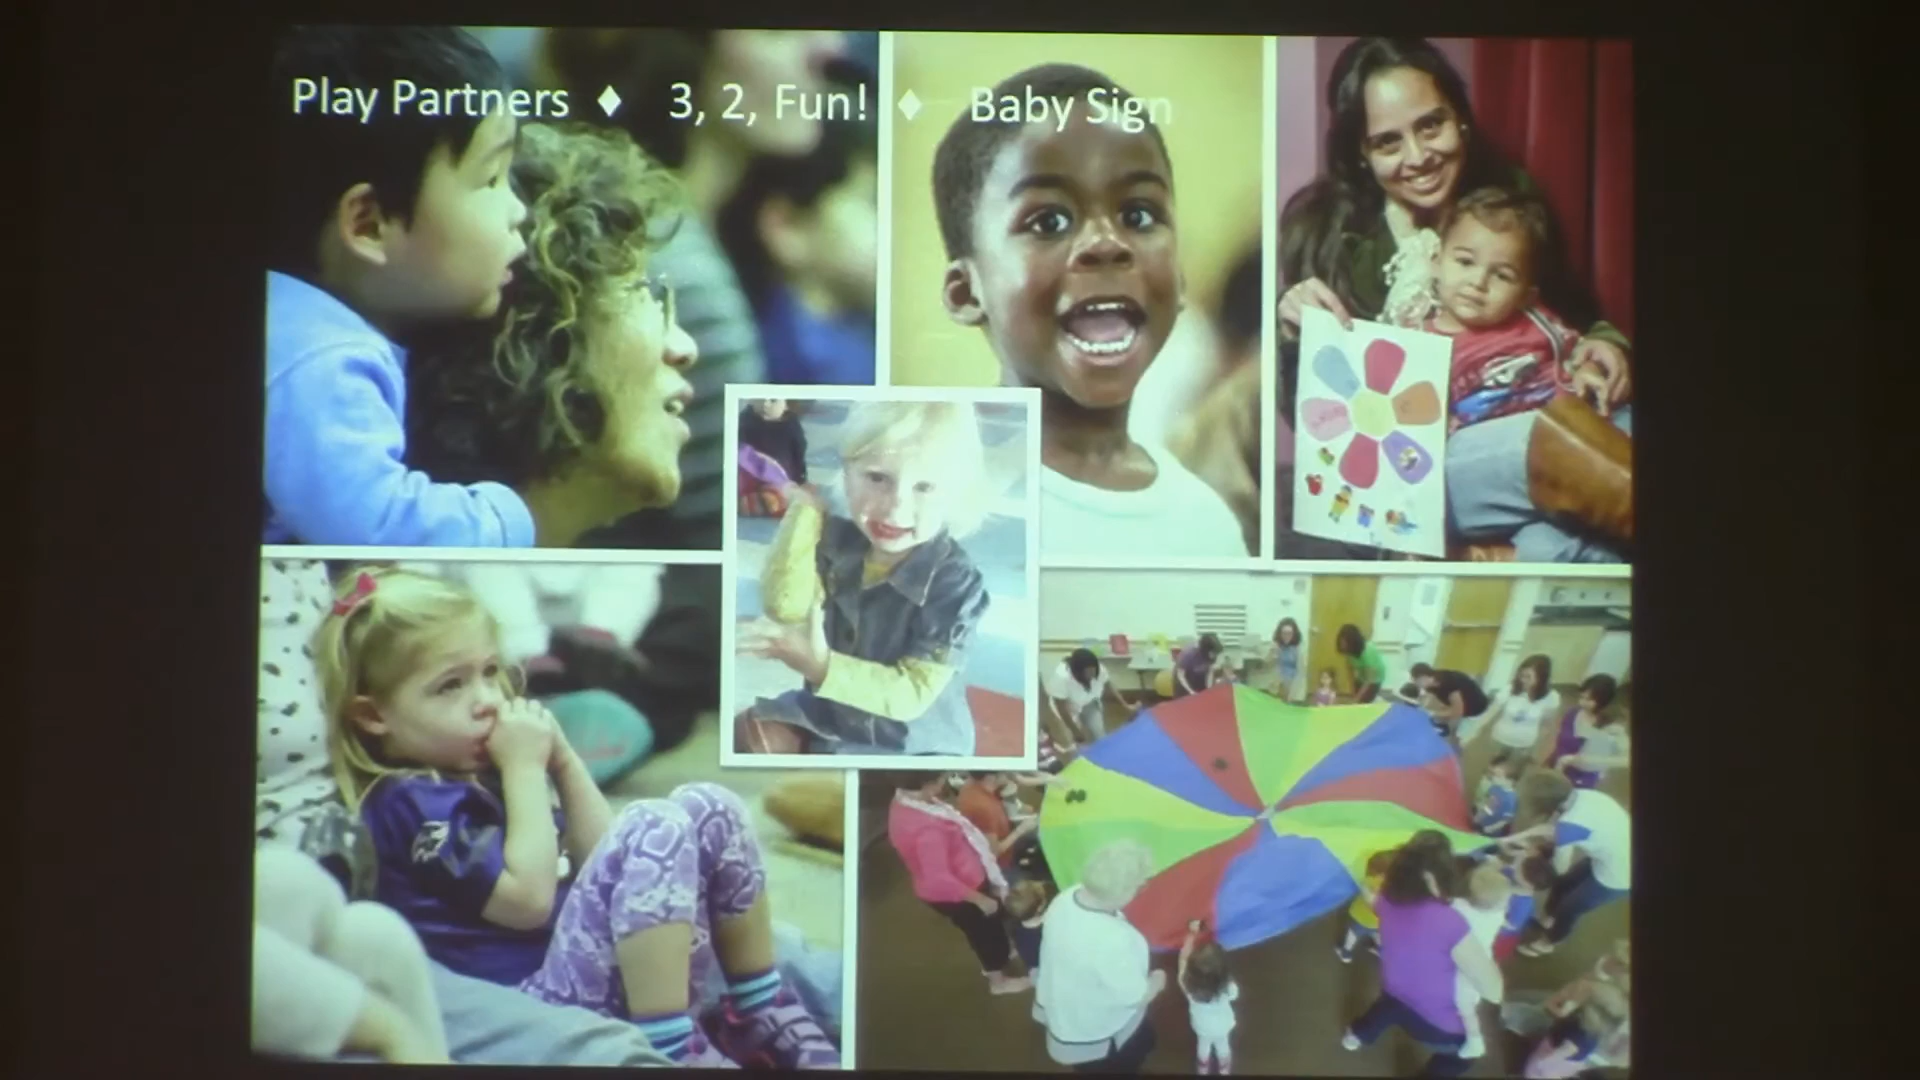 Play Partners ♦ 3, 2, Fun! ♦ Baby Sign